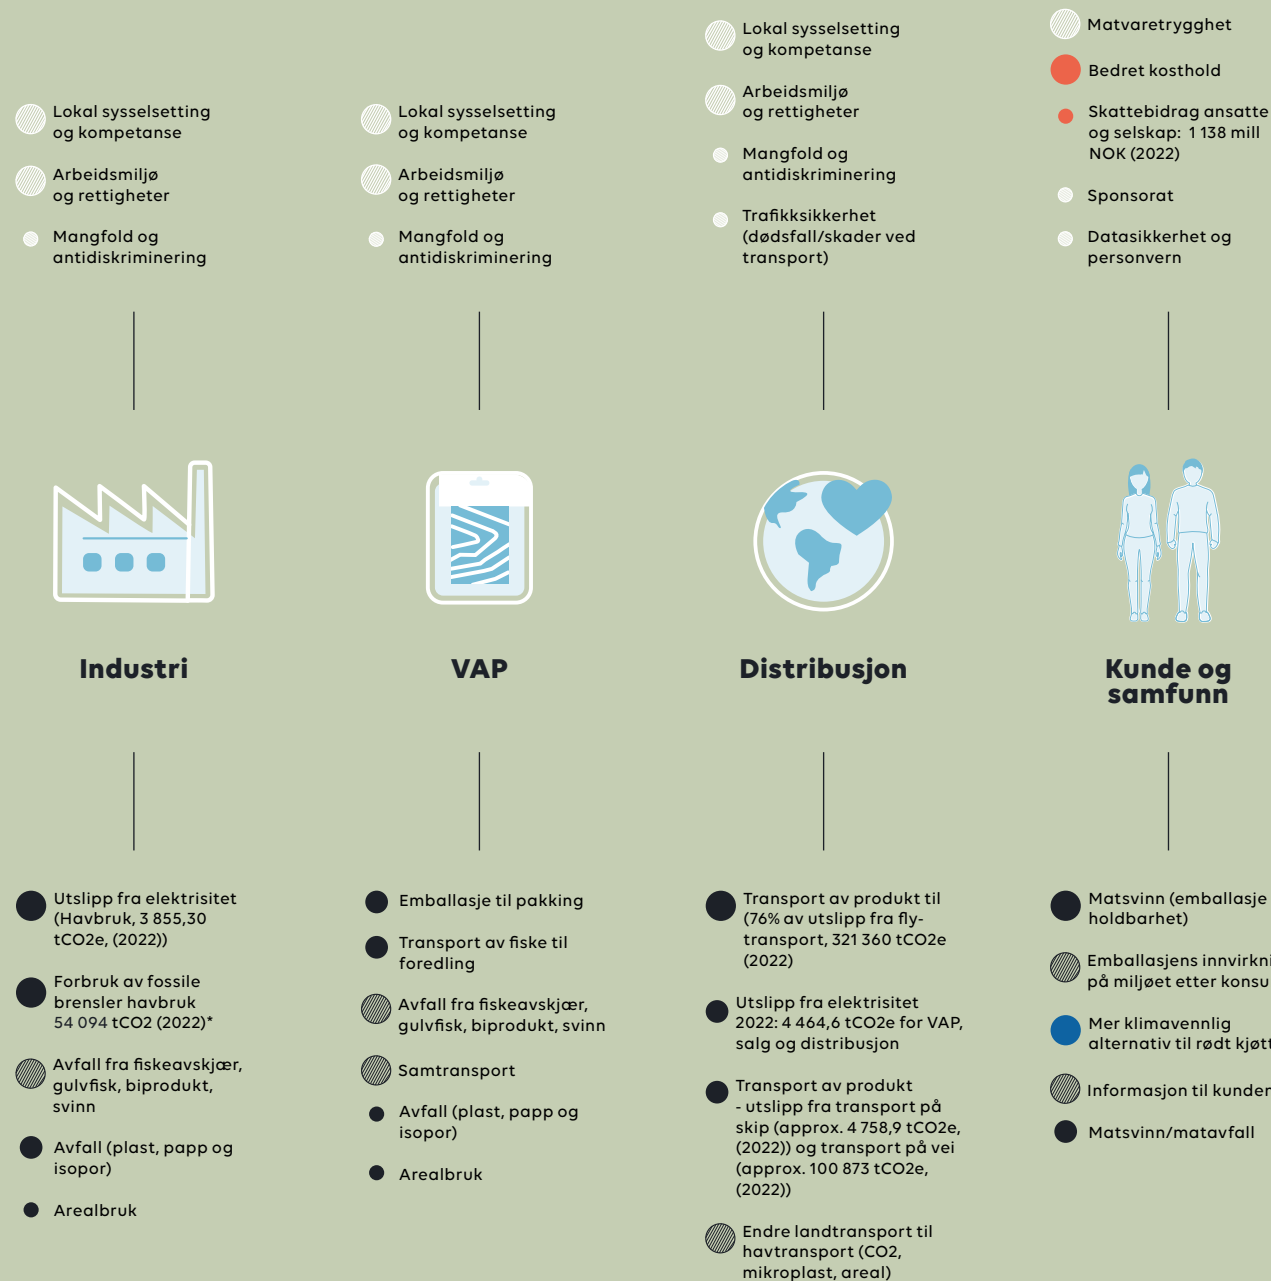 Lokal sysselsetting
og kompetanse
Arbeidsmiljø
og rettigheter
Mangfold og
antidiskriminering
Lokal sysselsetting
og kompetanse
Arbeidsmiljø
og rettigheter
Mangfold og
antidiskriminering
Lokal sysselsetting
og kompetanse
Arbeidsmiljø
og rettigheter
Mangfold og
antidiskriminering
Trafikksikkerhet
(dødsfall/skader ved
transport)
Matvaretrygghet
Bedret kosthold
Skattebidrag ansatte
og selskap: 1 138 mill
NOK (2022)
Sponsorat
Datasikkerhet og
personvern
Industri
VAP
Distribusjon
Kunde og
samfunn
Utslipp fra elektrisitet
(Havbruk, 3 855,30
tCO2e, (2022))
Forbruk av fossile
brensler havbruk
54 094 tCO2 (2022)*
Avfall fra fiskeavskjær,
gulvfisk, biprodukt,
svinn
Avfall (plast, papp og
isopor)
Arealbruk
Emballasje til pakking
Transport av fiske til
foredling
Avfall fra fiskeavskjær,
gulvfisk, biprodukt, svinn
Samtransport
Avfall (plast, papp og
isopor)
Arealbruk
Transport av produkt til
(76% av utslipp fra fly-
transport, 321 360 tCO2e
(2022)
Utslipp fra elektrisitet
2022: 4 464,6 tCO2e for VAP,
salg og distribusjon
Transport av produkt
- utslipp fra transport på
skip (approx. 4 758,9 tCO2e,
(2022)) og transport på vei
(approx. 100 873 tCO2e,
(2022))
Endre landtransport til
havtransport (CO2,
mikroplast, areal)
Matsvinn (emballasje
holdbarhet)
Emballasjens
på miljøet etter
Mer klimavennlig
alternativ til rødt kjøtt
Informasjon til kunder
Matsvinn/matavfall